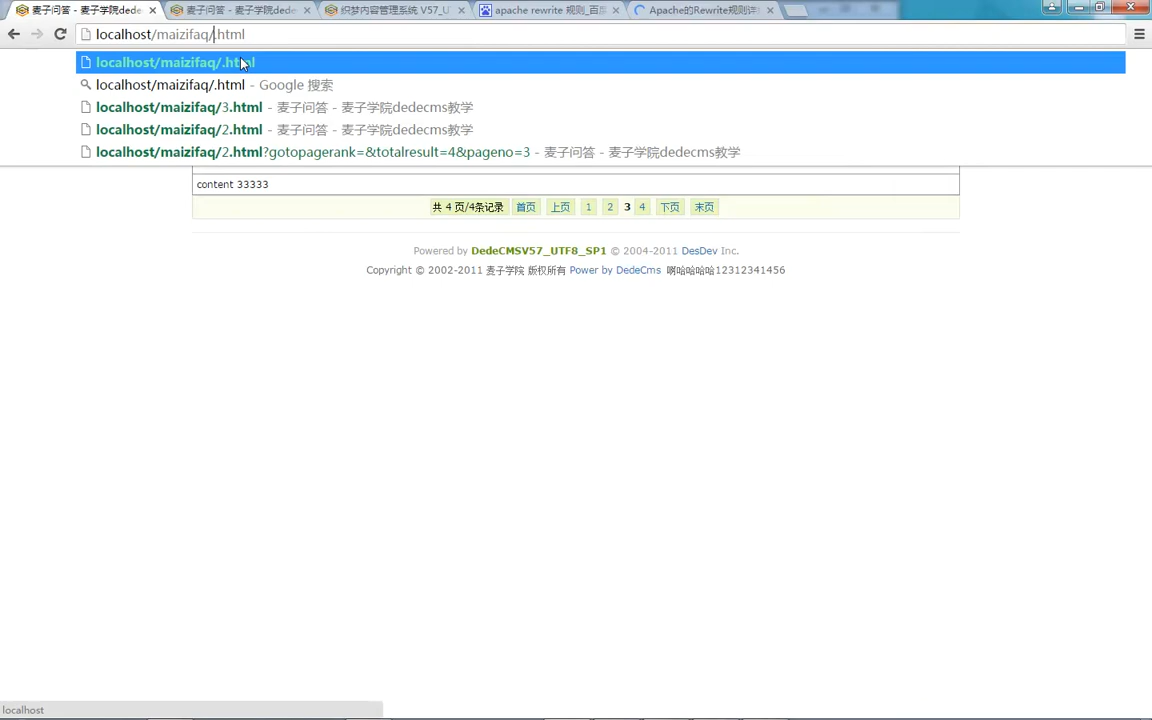 麦子问答 - 麦子学院dede
麦子问答 - 麦子学院dede
织梦内容管理系统 V57_U
apache rewrite 规则_百
Apache的Rewrite规则详
localhost/maizifaq/.html
localhost/maizifaq/.html
localhost/maizifaq/.html - Google 搜索
localhost/maizifaq/3.html - 麦子问答 - 麦子学院dedecms教学
localhost/maizifaq/2.html - 麦子问答 - 麦子学院dedecms教学
localhost/maizifaq/2.html?gotopagerank=&totalresult=4&pageno=3 - 麦子问答 - 麦子学院dedecms教学
content 33333
共 4 页/4条记录 首页 上页 1 2 3 4 下页 末页
Powered by DedeCMSV57_UTF8_SP1 © 2004-2011 DesDev Inc.
Copyright © 2002-2011 麦子学院 版权所有 Power by DedeCms 啊哈哈哈哈12312341456
localhost